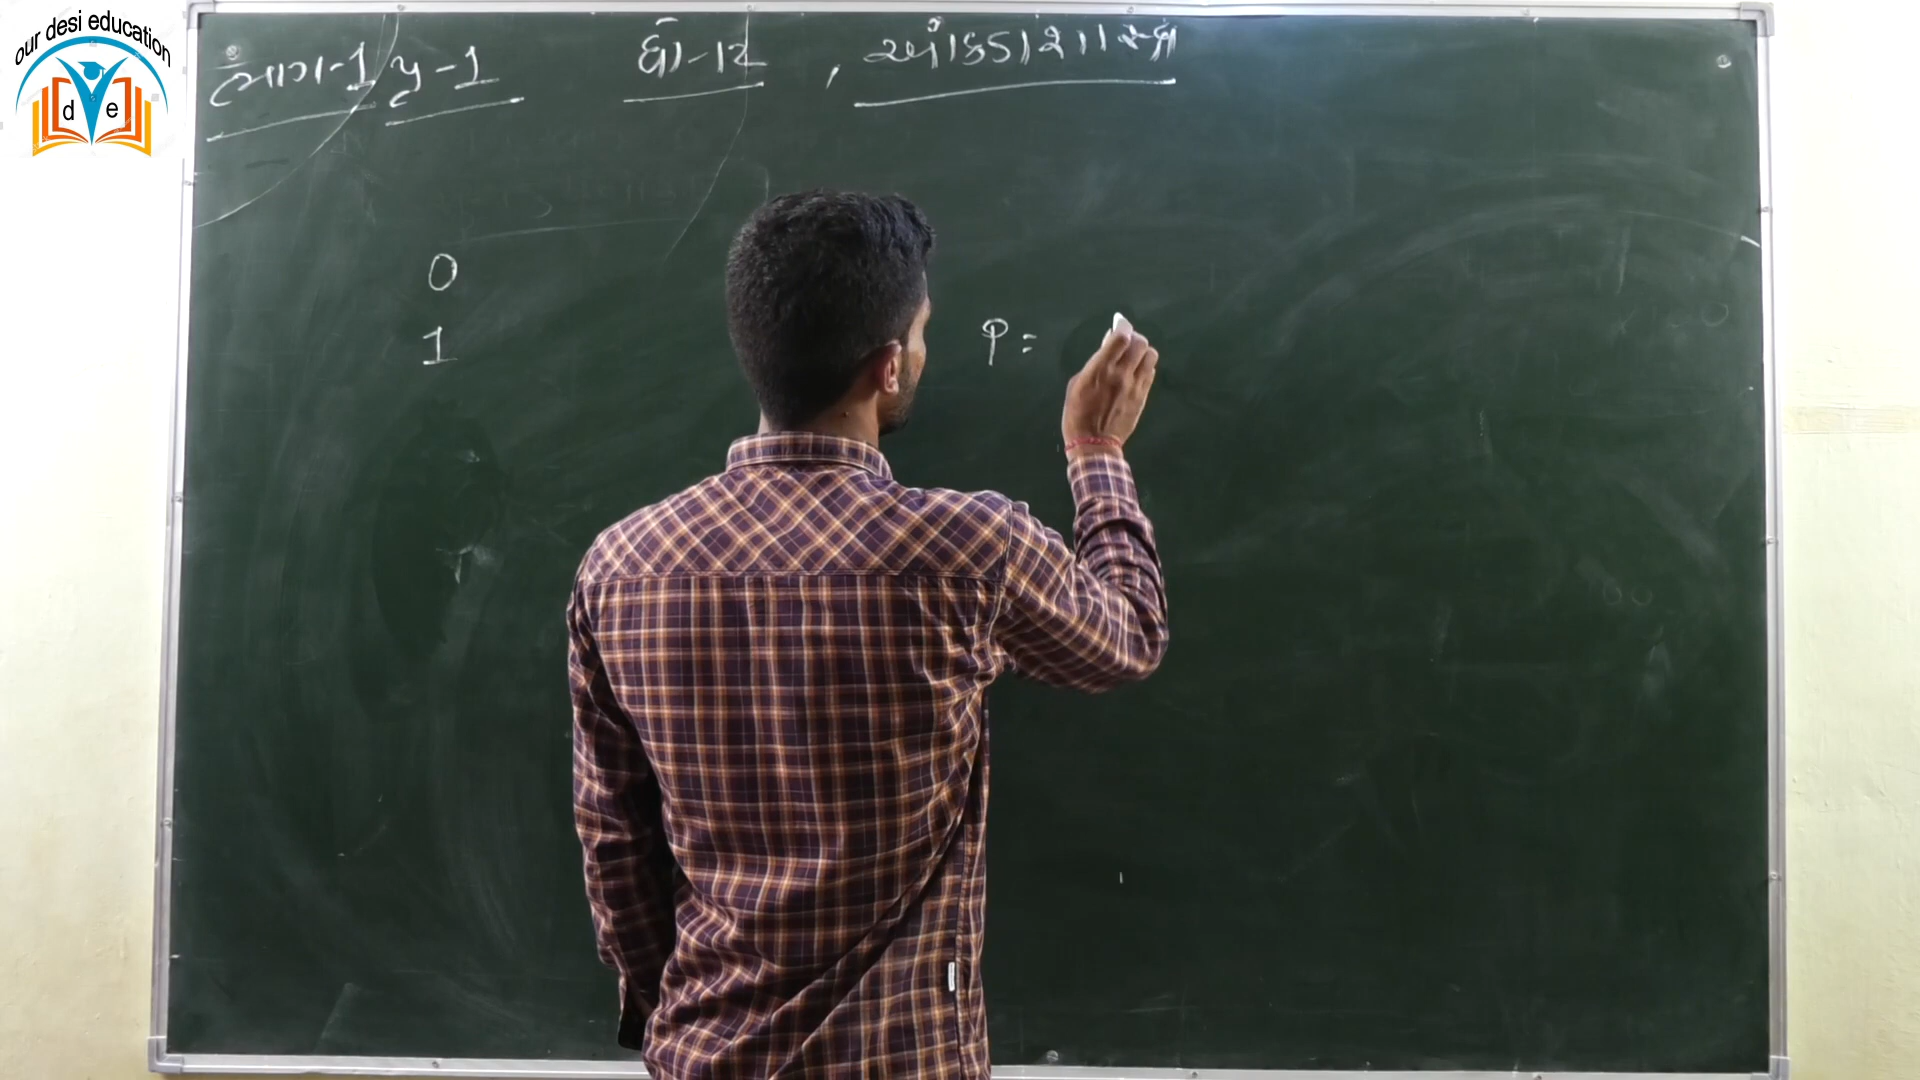 our desi education
d e
ભાગ-1 પ્ર-1 ધો-12 , આંકડાશાસ્ત્ર
0
1
P =